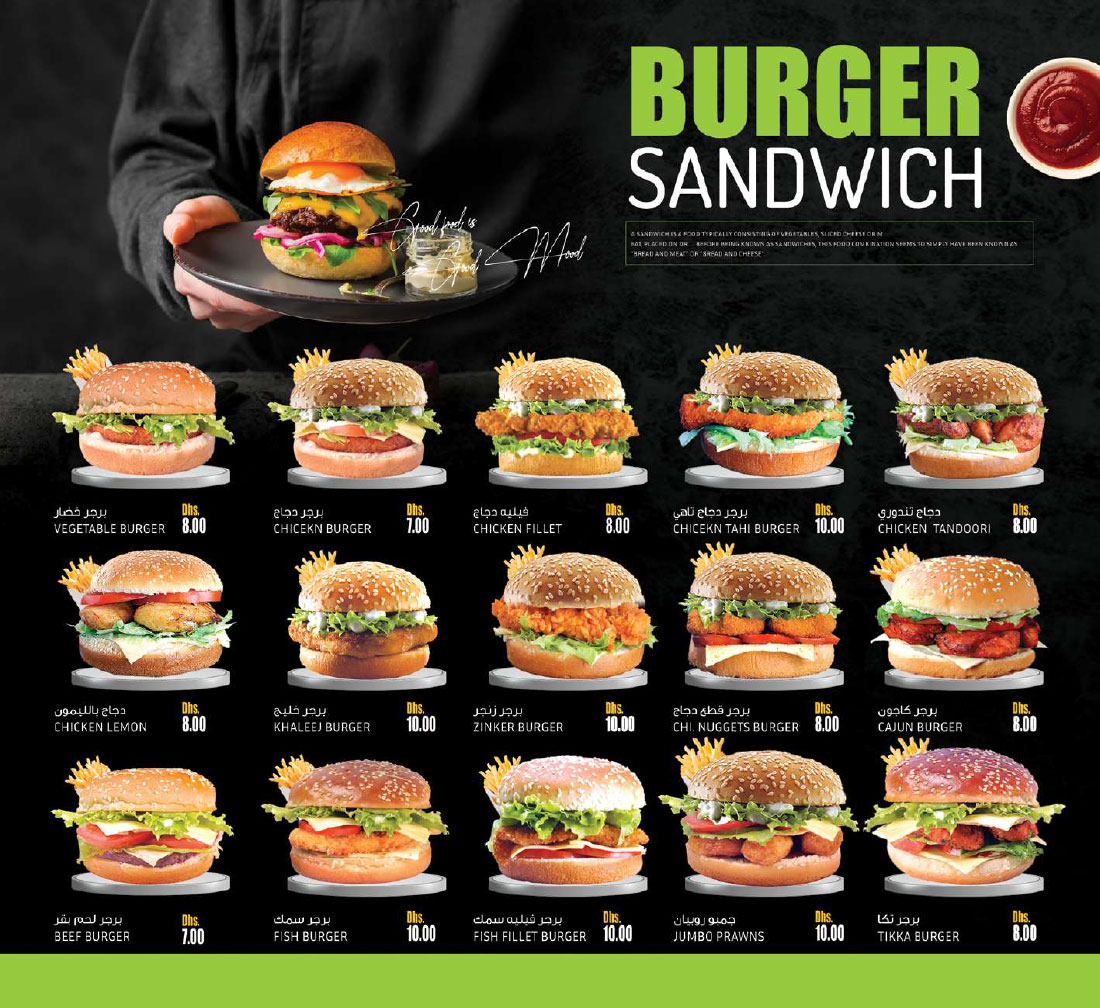 BURGER
SANDWICH
Good food is
Good Mood
A SANDWICH IS A FOOD TYPICALLY CONSISTING OF VEGETABLES, SLICED CHEESE OR M
EAT, PLACED ON OR ... BEFORE BEING KNOWN AS SANDWICHES, THIS FOOD COMBINATION SEEMS TO SIMPLY HAVE BEEN KNOWN AS
"BREAD AND MEAT" OR "BREAD AND CHEESE"
برجر خضار
VEGETABLE BURGER
Dhs.
8.00
برجر دجاج
CHICEKN BURGER
Dhs.
7.00
فيليه دجاج
CHICKEN FILLET
Dhs.
8.00
برجر دجاج تاهي
CHICEKN TAHI BURGER
Dhs.
10.00
دجاج تندوري
CHICKEN TANDOORI
Dhs.
8.00
دجاج بالليمون
CHICKEN LEMON
Dhs.
8.00
برجر خليج
KHALEEJ BURGER
Dhs.
10.00
برجر زنجر
ZINKER BURGER
Dhs.
10.00
برجر قطع دجاج
CHI. NUGGETS BURGER
Dhs.
8.00
برجر كاجون
CAJUN BURGER
Dhs.
8.00
برجر لحم بقر
BEEF BURGER
Dhs.
7.00
برجر سمك
FISH BURGER
Dhs.
10.00
برجر فيليه سمك
FISH FILLET BURGER
Dhs.
10.00
جمبو روبيان
JUMBO PRAWNS
Dhs.
10.00
برجر تكا
TIKKA BURGER
Dhs.
8.00